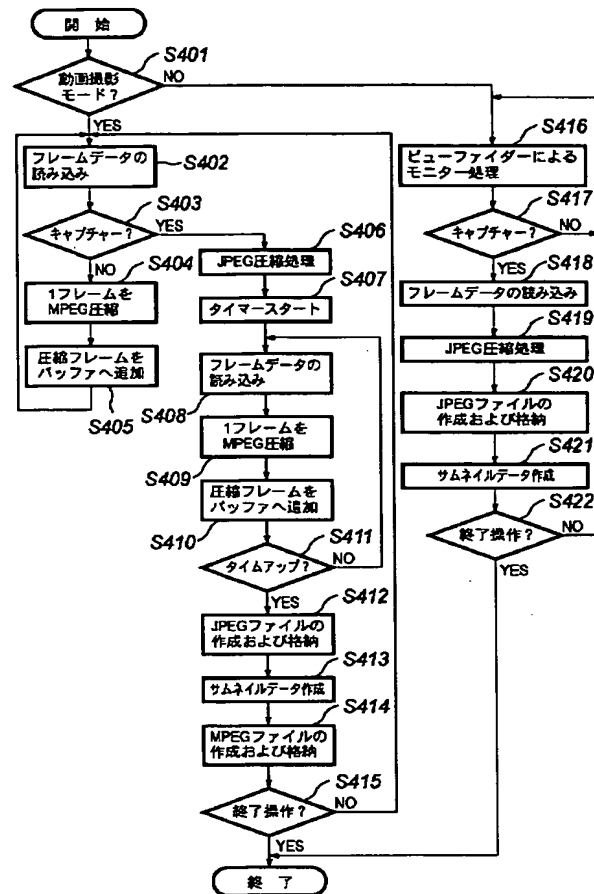 開始
S401
動画撮影
モード?
NO
YES
S402
フレームデータの
読み込み
S403
キャプチャー?
YES
NO
S404
1フレームを
MPEG圧縮
圧縮フレームを
バッファへ追加
S405
S406
JPEG圧縮処理
S407
タイマースタート
フレームデータの
読み込み
S408
1フレームを
MPEG圧縮
S409
圧縮フレームを
バッファへ追加
S410
S411
タイムアップ?
NO
YES
S412
JPEGファイルの
作成および格納
S413
サムネイルデータ作成
S414
MPEGファイルの
作成および格納
S415
終了操作?
NO
YES
終了
S416
ビューファイダーによる
モニター処理
S417
キャプチャー?
NO
YES
S418
フレームデータの読み込み
S419
JPEG圧縮処理
S420
JPEGファイルの
作成および格納
S421
サムネイルデータ作成
S422
終了操作?
NO
YES